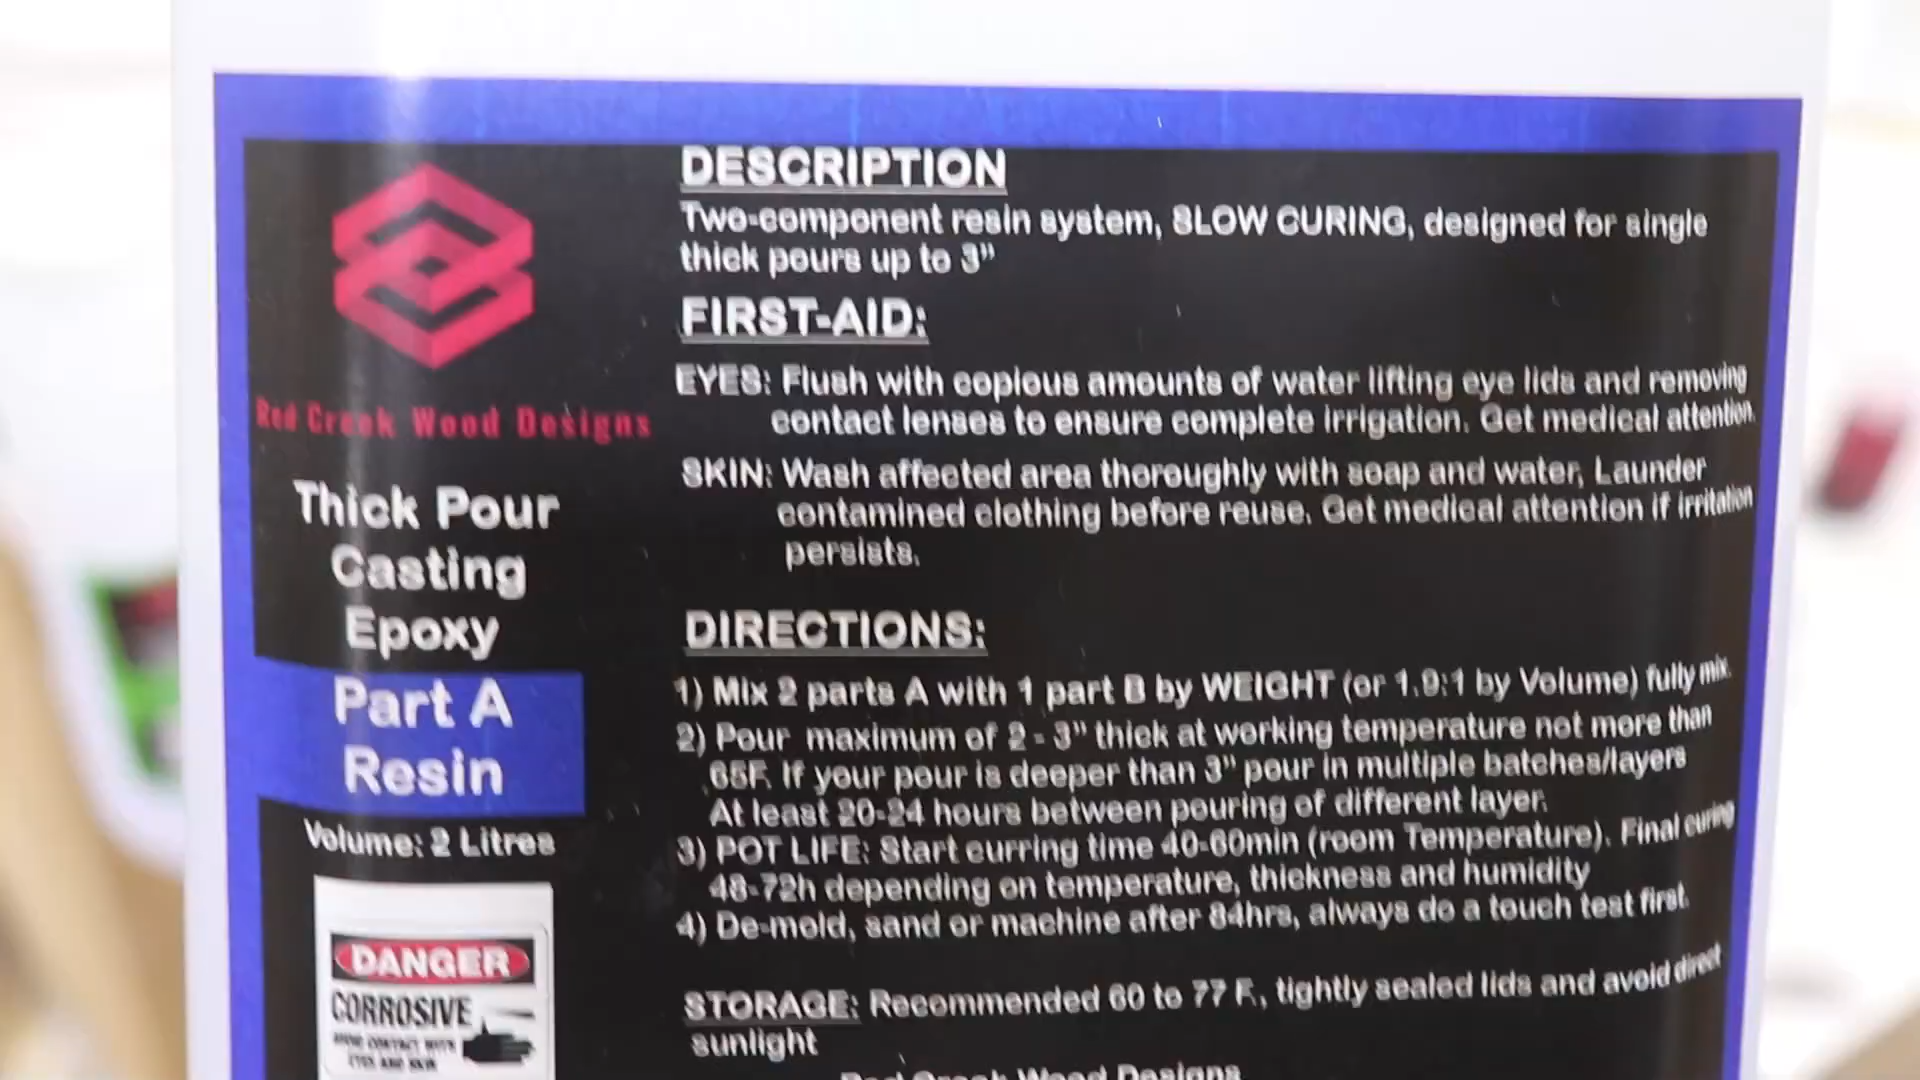 DESCRIPTION
Two-component resin system, SLOW CURING, designed for single
thick pours up to 3"
FIRST-AID:
EYES: Flush with copious amounts of water lifting eye lids and removing
contact lenses to ensure complete irrigation. Get medical attention.
SKIN: Wash affected area thoroughly with soap and water, Launder
contamined clothing before reuse. Get medical attention if irritation
persists.
DIRECTIONS:
1) Mix 2 parts A with 1 part B by WEIGHT (or 1.9:1 by Volume) fully mix.
2) Pour maximum of 2 - 3" thick at working temperature not more than
65F. If your pour is deeper than 3" pour in multiple batches/layers
At least 20-24 hours between pouring of different layer.
3) POT LIFE: Start curring time 40-60min (room Temperature). Final curing
48-72h depending on temperature, thickness and humidity
4) De-mold, sand or machine after 84hrs, always do a touch test first.
STORAGE: Recommended 60 to 77 F., tightly sealed lids and avoid direct
sunlight
Red Creek Wood Designs
Red Creek Wood Designs
Thick Pour
Casting
Epoxy
Part A
Resin
Volume: 2 Litres
DANGER
CORROSIVE
AVOID CONTACT WITH
EYES AND SKIN